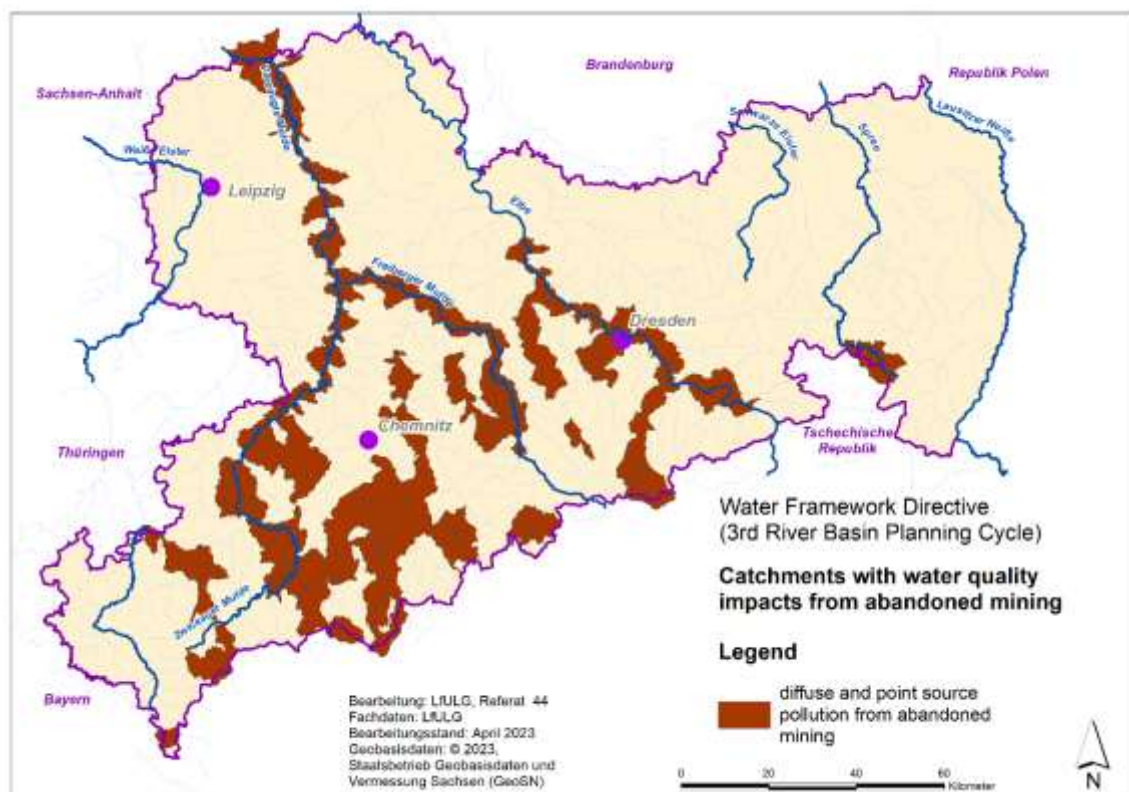 Brandenburg
Republik Polen
Sachsen-Anhalt
Lausitzer Neiße
Schwarze Elster
Spree
Weiße Elster
Leipzig
Elbe
Freiberger Mulde
Dresden
Chemnitz
Thüringen
Tschechische
Republik
Zwickauer Mulde
Bayern
Water Framework Directive
(3rd River Basin Planning Cycle)
Catchments with water quality
impacts from abandoned mining
Legend
diffuse and point source
pollution from abandoned
mining
Bearbeitung: LfULG, Referat 44
Fachdaten: LfULG
Bearbeitungsstand: April 2023
Geobasisdaten: © 2023,
Staatsbetrieb Geobasisdaten und
Vermessung Sachsen (GeoSN)
0 20 40 60
Kilometer
N